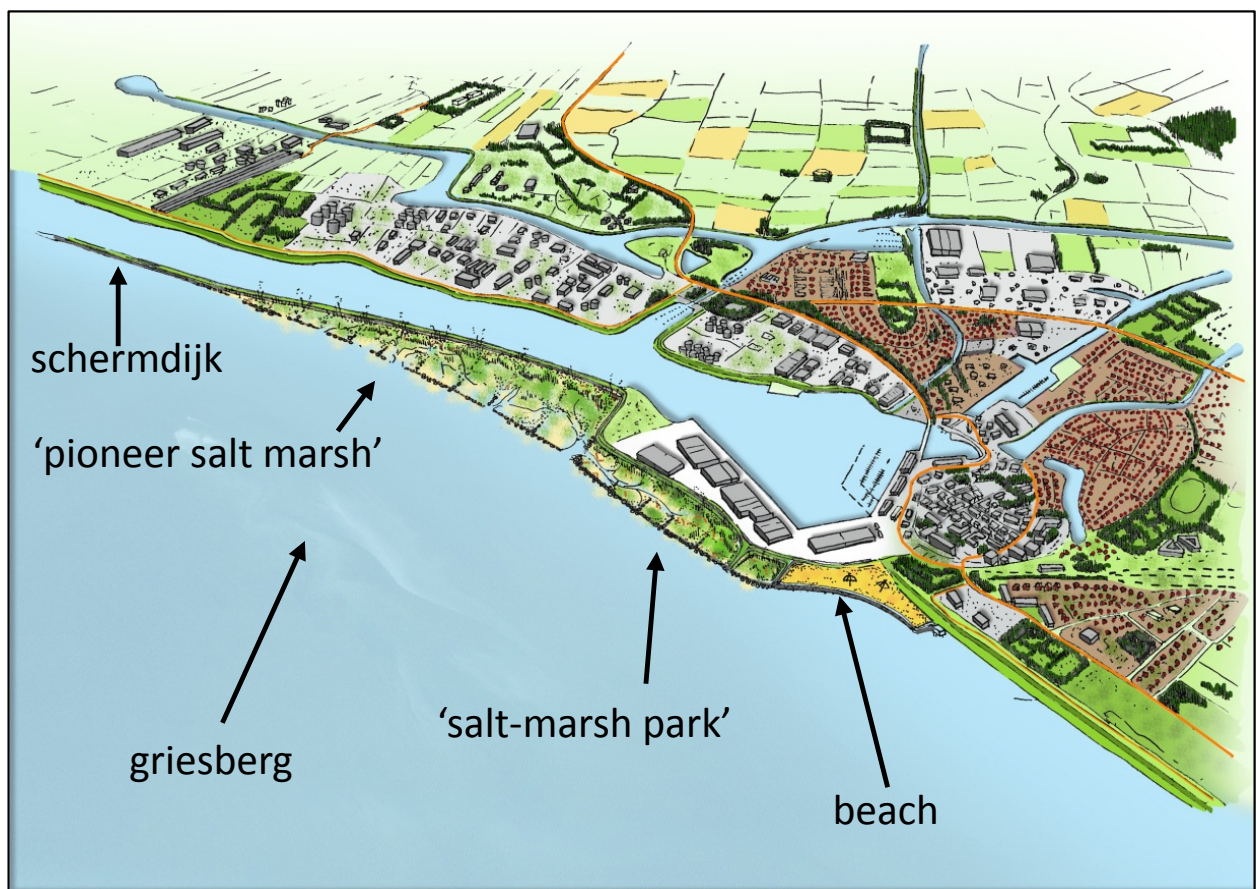 schermdijk
‘pioneer salt marsh’
‘salt-marsh park’
griesberg
beach